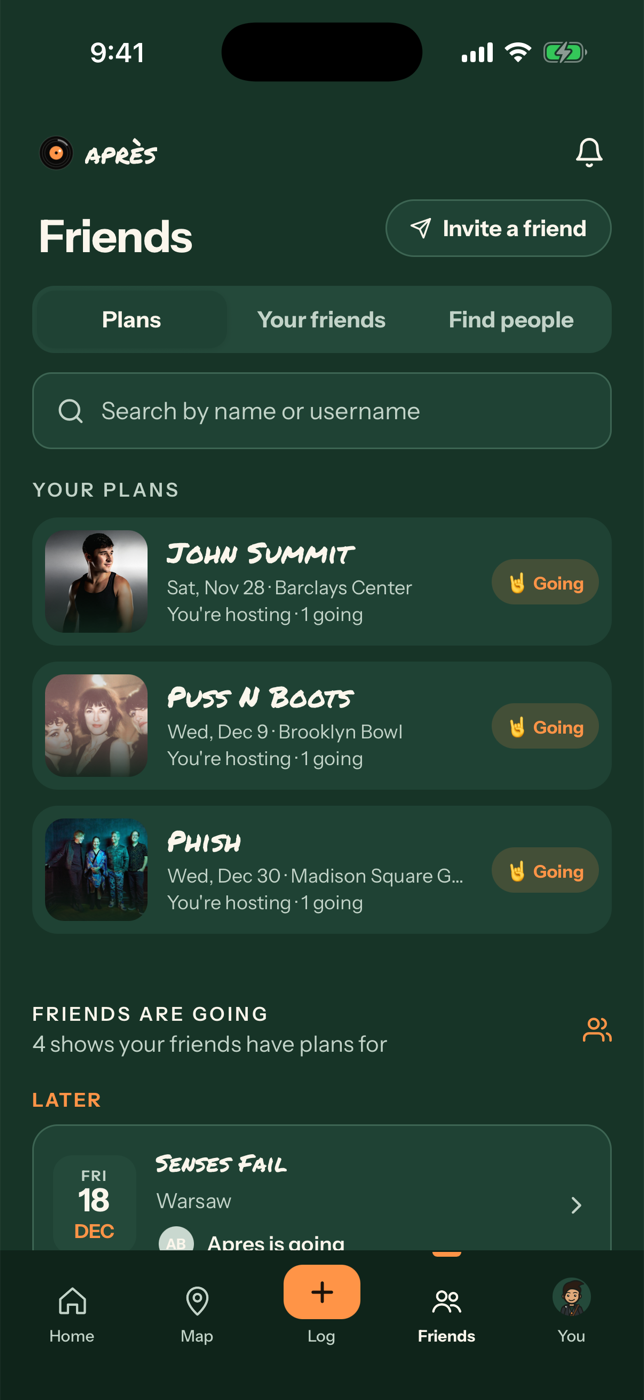 9:41
APRÈS
Friends
Invite a friend
Plans
Your friends
Find people
Search by name or username
YOUR PLANS
JOHN SUMMIT
Sat, Nov 28 · Barclays Center
You're hosting · 1 going
🤘 Going
PUSS N BOOTS
Wed, Dec 9 · Brooklyn Bowl
You're hosting · 1 going
🤘 Going
PHISH
Wed, Dec 30 · Madison Square G...
You're hosting · 1 going
🤘 Going
FRIENDS ARE GOING
4 shows your friends have plans for
LATER
FRI
18
DEC
SENSES FAIL
Warsaw
AB
Apres is going
Home
Map
Log
Friends
You